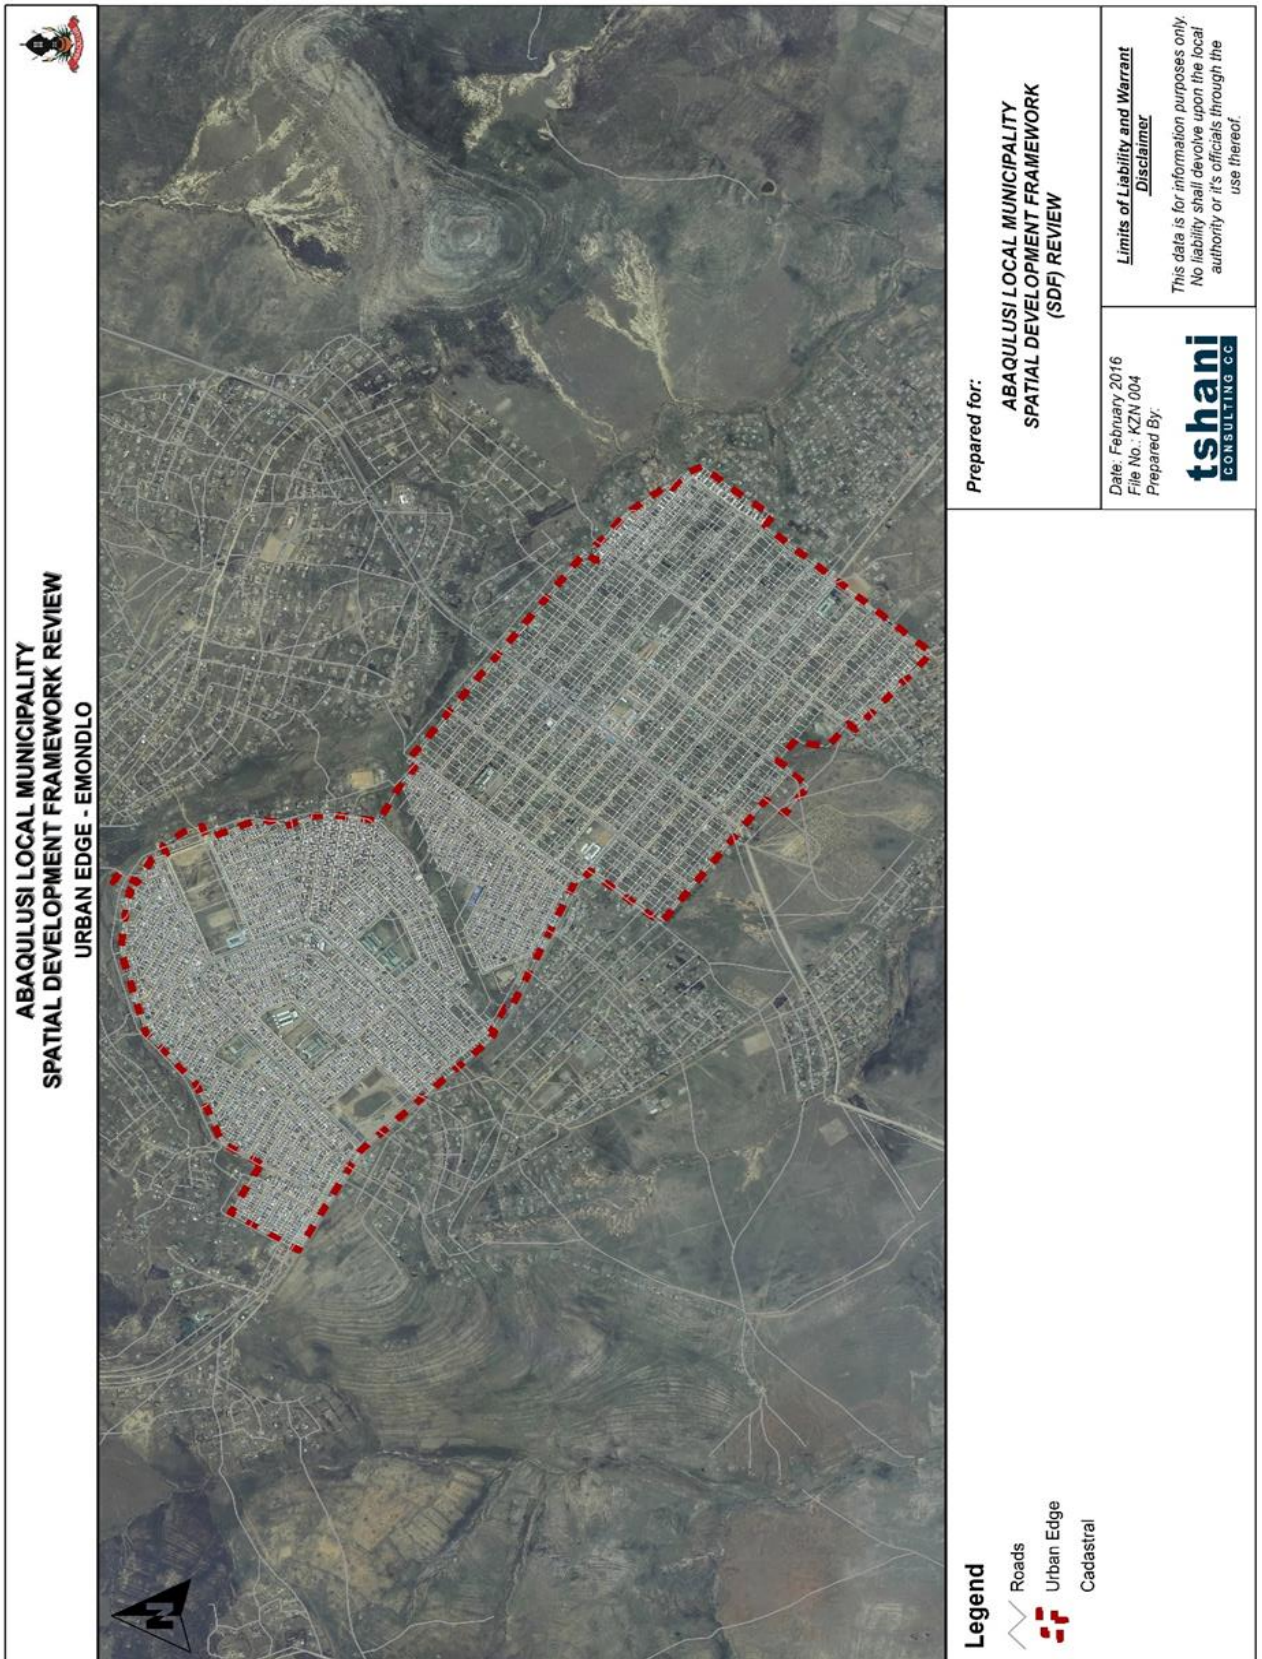 ABAQULUSI LOCAL MUNICIPALITY
SPATIAL DEVELOPMENT FRAMEWORK REVIEW
URBAN EDGE - EMONDLO
N
Legend
Roads
Urban Edge
Cadastral
Prepared for:
ABAQULUSI LOCAL MUNICIPALITY
SPATIAL DEVELOPMENT FRAMEWORK
(SDF) REVIEW
Date: February 2016
File No.: KZN 004
Prepared By:
tshani
CONSULTING CC
Limits of Liability and Warrant
Disclaimer
This data is for information purposes only.
No liability shall devolve upon the local
authority or it's officials through the
use thereof.